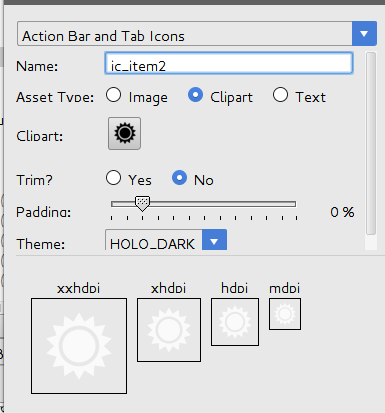 Action Bar and Tab Icons
Name: ic_item2
Asset Type: Image Clipart Text
Clipart:
Trim? Yes No
Padding: 0 %
Theme: HOLO_DARK
xxhdpi xhdpi hdpi mdpi